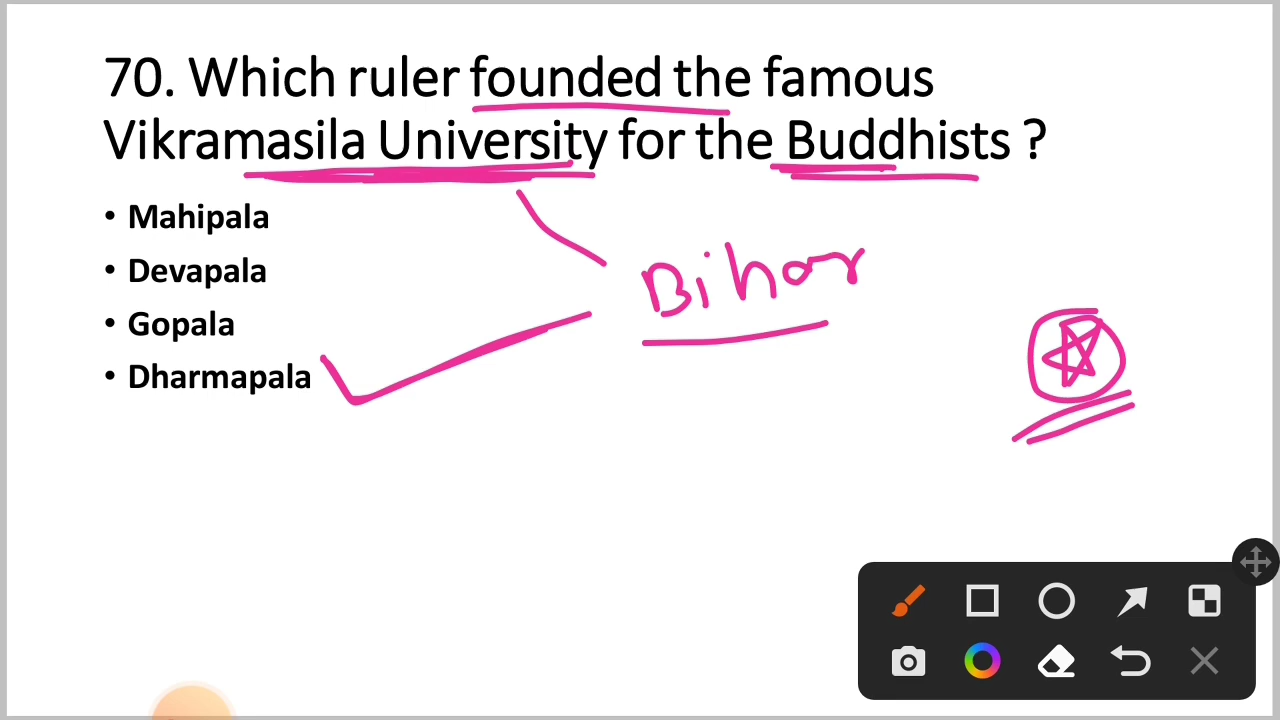 70. Which ruler founded the famous
Vikramasila University for the Buddhists ?
• Mahipala
• Devapala
• Gopala
• Dharmapala
Bihar